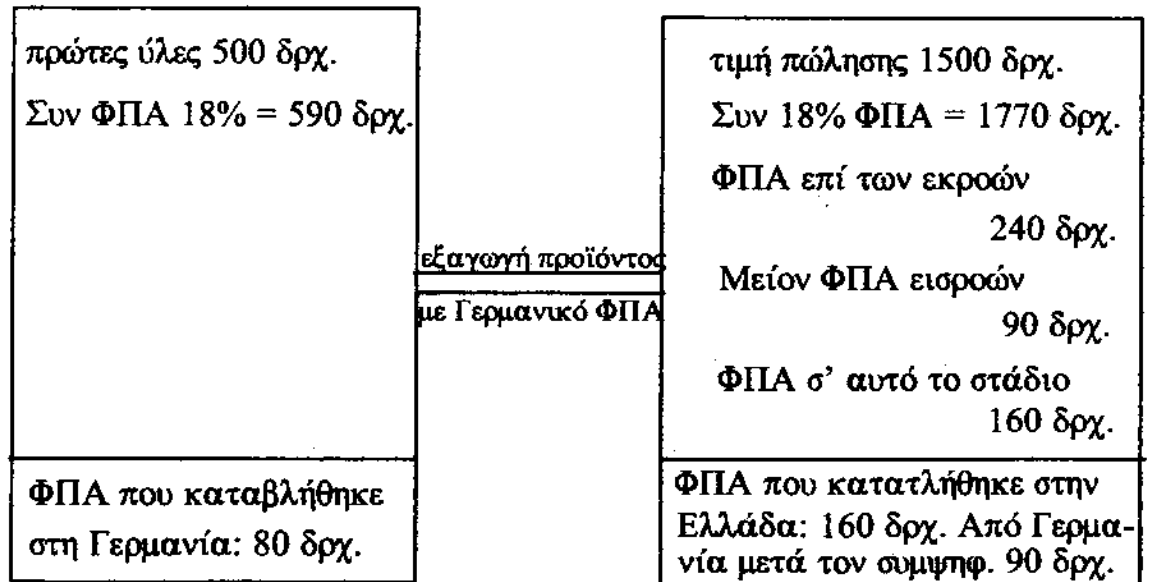 πρώτες ύλες 500 δρχ.
Συν ΦΠΑ 18% = 590 δρχ.
ΦΠΑ που καταβλήθηκε
στη Γερμανία: 80 δρχ.
εξαγωγή προϊόντος
με Γερμανικό ΦΠΑ
τιμή πώλησης 1500 δρχ.
Συν 18% ΦΠΑ = 1770 δρχ.
ΦΠΑ επί των εκροών
240 δρχ.
Μείον ΦΠΑ εισροών
90 δρχ.
ΦΠΑ σ’ αυτό το στάδιο
160 δρχ.
ΦΠΑ που κατατλήθηκε στην
Ελλάδα: 160 δρχ. Από Γερμα-
νία μετά τον συμψηφ. 90 δρχ.